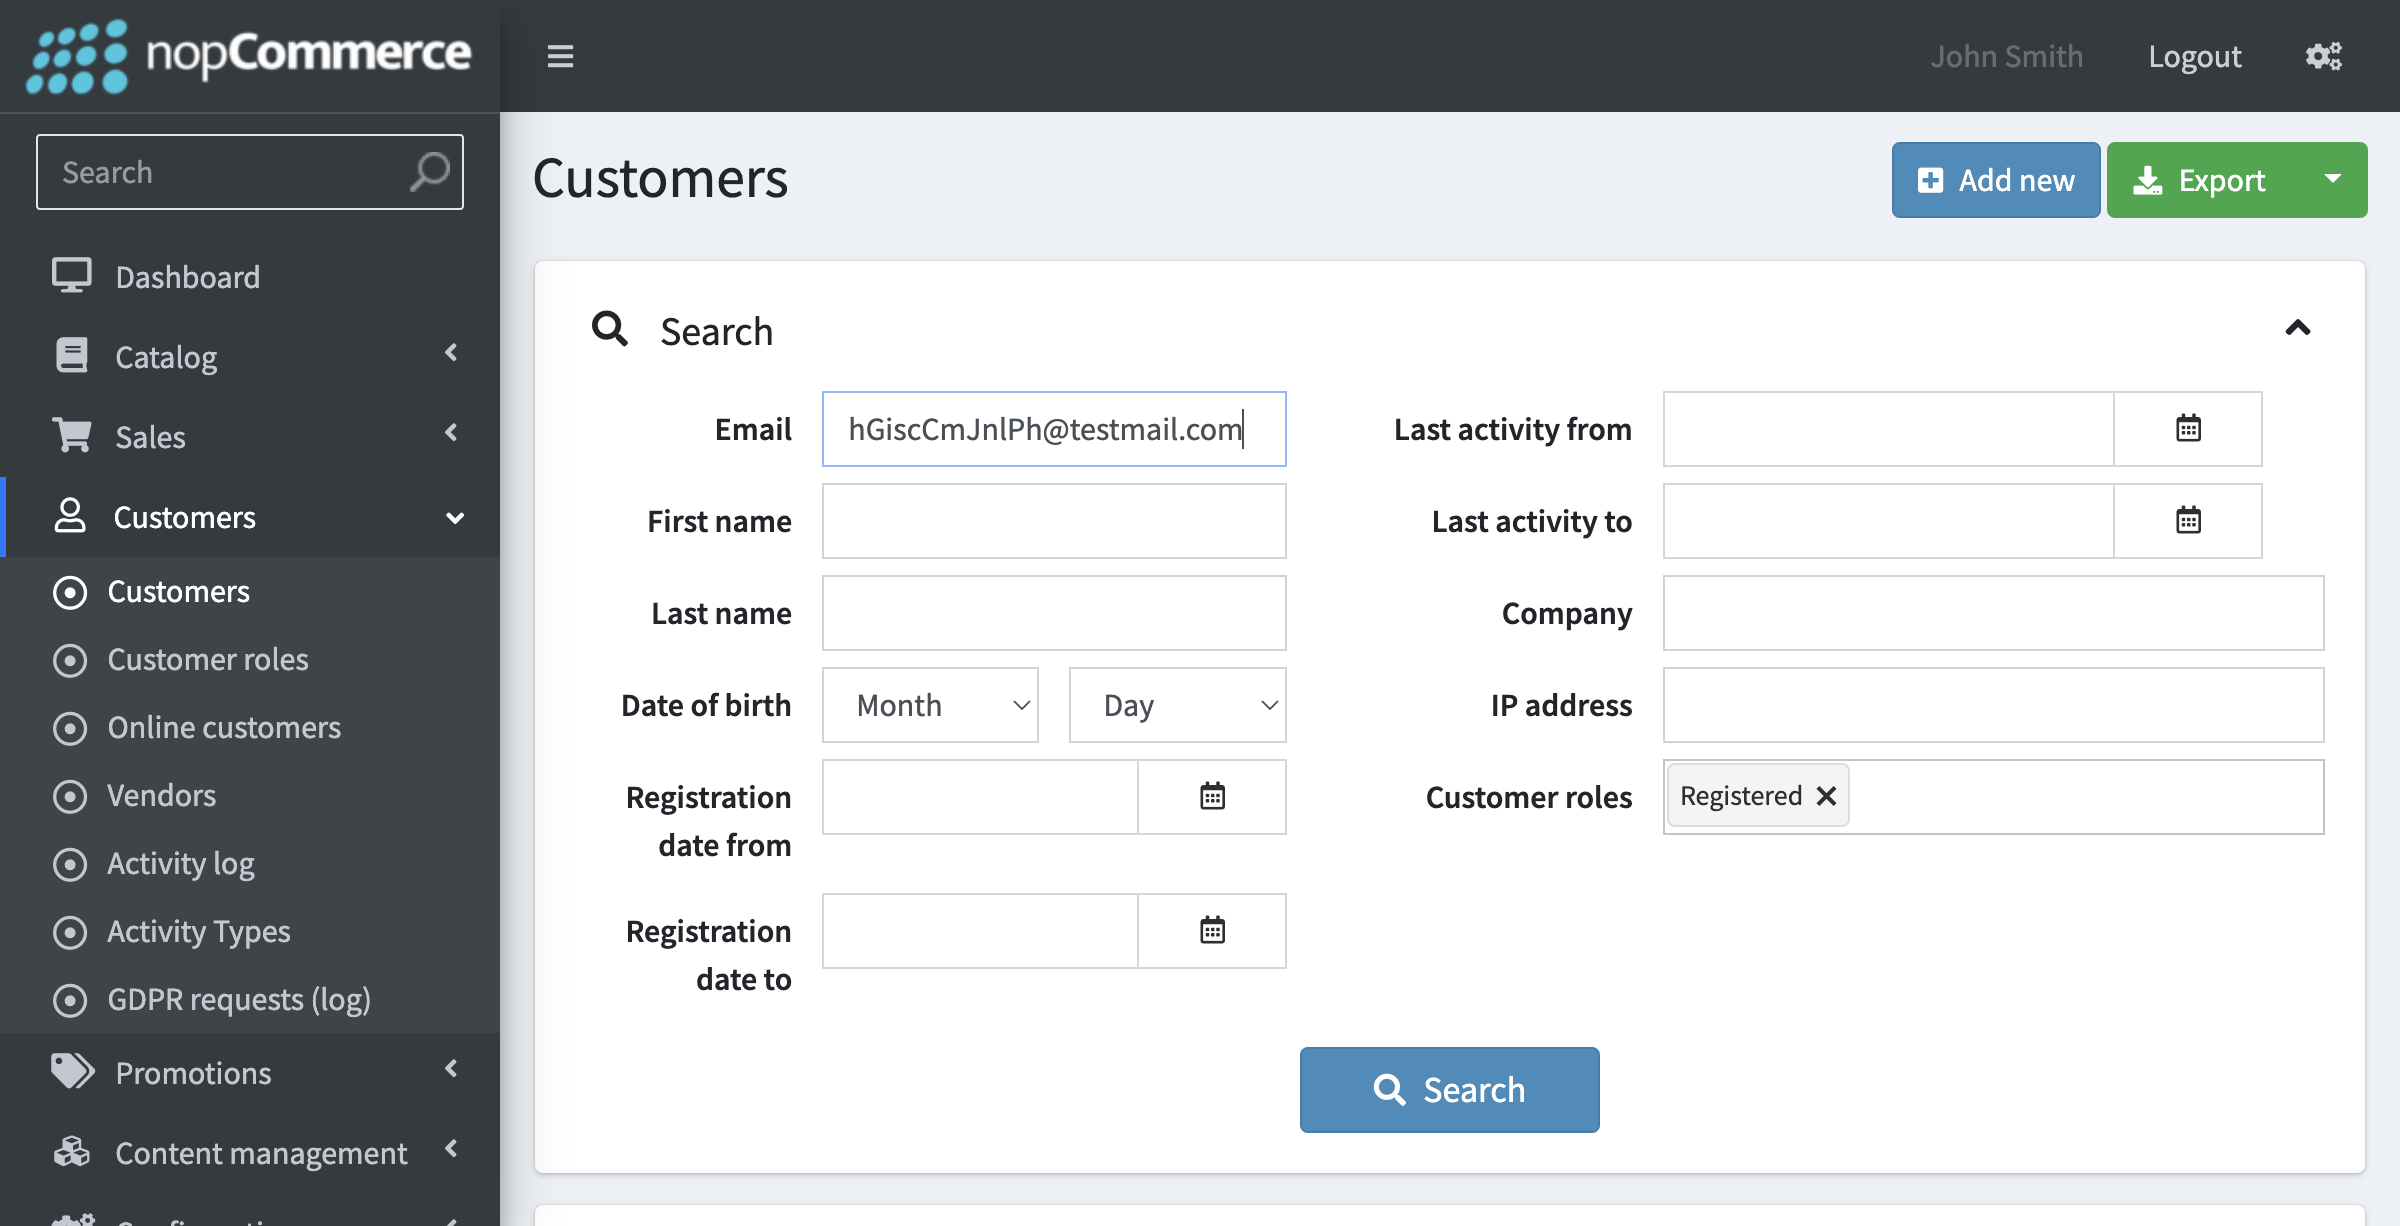 nopCommerce
John Smith
Logout
Search
Dashboard
Catalog
Sales
Customers
Customers
Customer roles
Online customers
Vendors
Activity log
Activity Types
GDPR requests (log)
Promotions
Content management
Customers
Add new
Export
Search
Email
hGiscCmJnlPh@testmail.com
First name
Last name
Date of birth
Month
Day
Registration
date from
Registration
date to
Last activity from
Last activity to
Company
IP address
Customer roles
Registered
Search